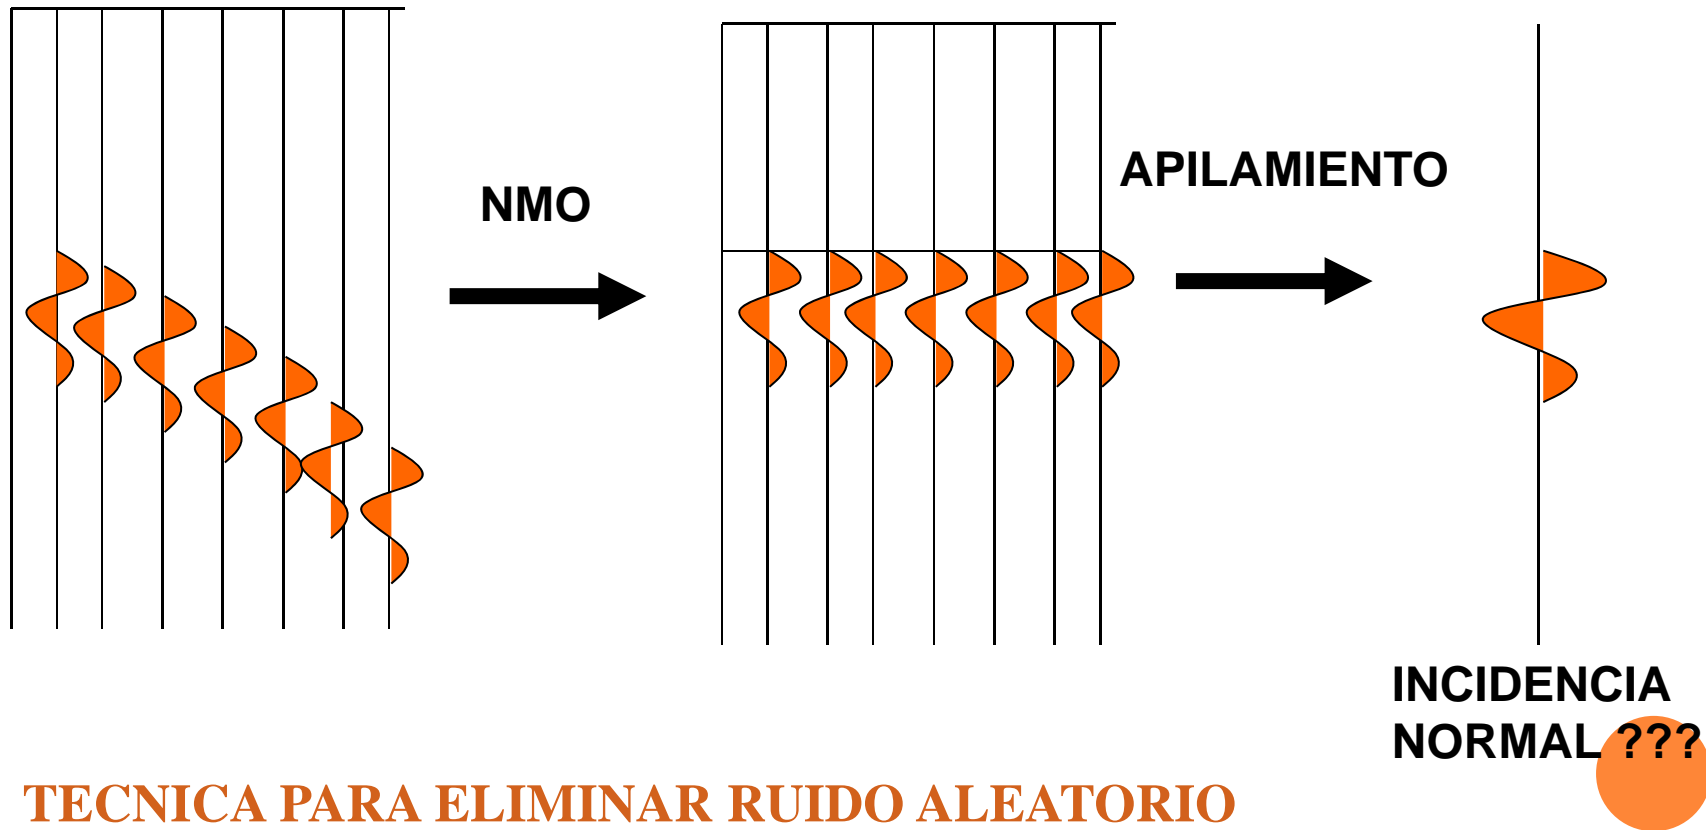 NMO
APILAMIENTO
INCIDENCIA
NORMAL ???
TECNICA PARA ELIMINAR RUIDO ALEATORIO